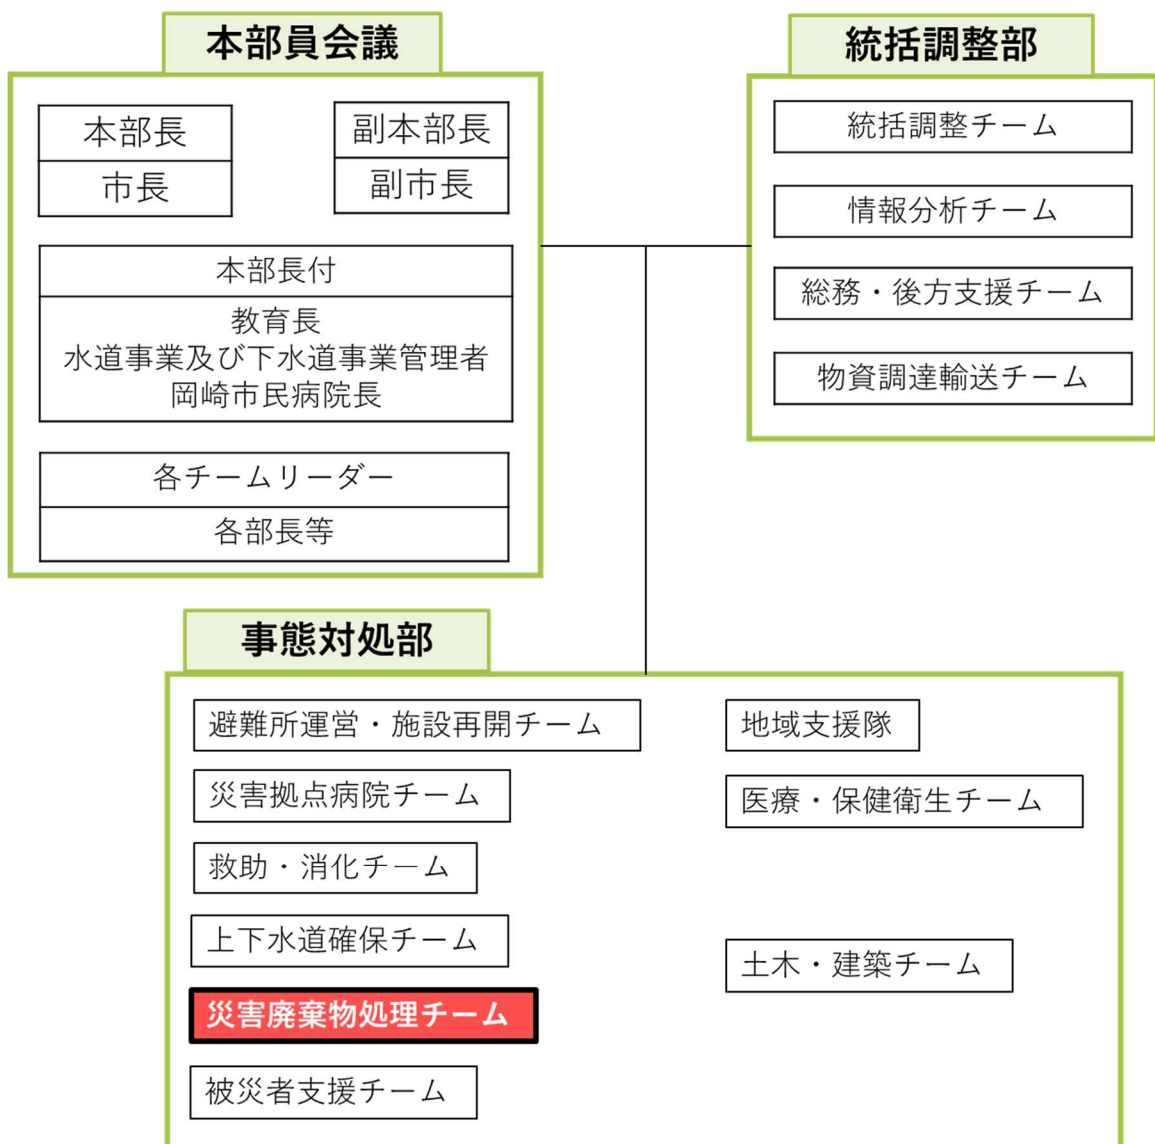 本部員会議
本部長
市長
副本部長
副市長
本部長付
教育長
水道事業及び下水道事業管理者
岡崎市民病院長
各チームリーダー
各部長等
統括調整部
統括調整チーム
情報分析チーム
総務・後方支援チーム
物資調達輸送チーム
事態対処部
避難所運営・施設再開チーム
災害拠点病院チーム
救助・消化チーム
上下水道確保チーム
災害廃棄物処理チーム
被災者支援チーム
地域支援隊
医療・保健衛生チーム
土木・建築チーム